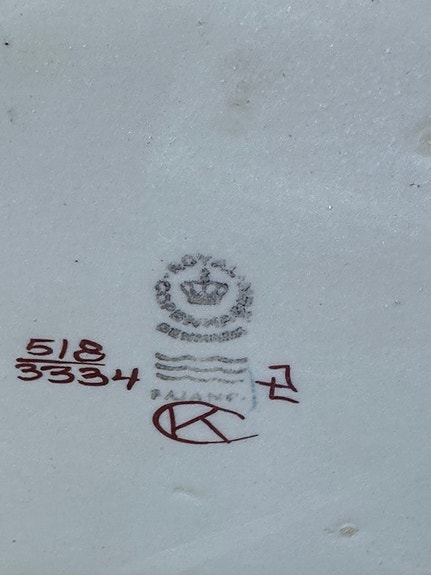 ROYAL
COPENHAGEN
DENMARK
518
3334
FAJANCE